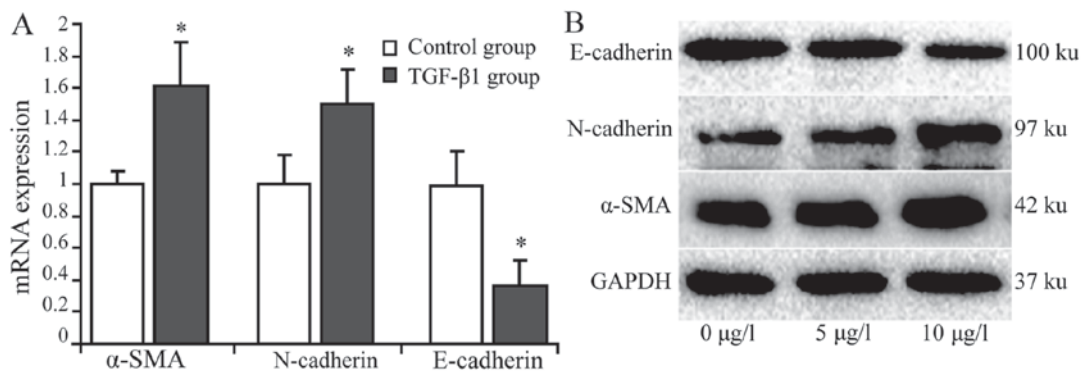 A
mRNA expression
2
1.8
1.6
1.4
1.2
1
0.8
0.6
0.4
0.2
0
*
*
*
Control group
TGF-β1 group
α-SMA
N-cadherin
E-cadherin
B
E-cadherin
100 ku
N-cadherin
97 ku
α-SMA
42 ku
GAPDH
37 ku
0 µg/l
5 µg/l
10 µg/l